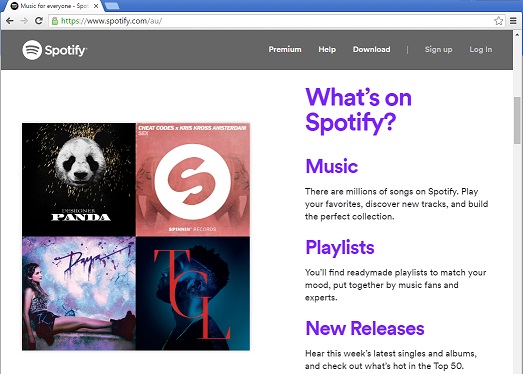 Music for everyone - Spot
https://www.spotify.com/au/
Spotify®
Premium Help Download | Sign up Log in
What's on
Spotify?
CHEAT CODES x KRIS KROSS AMSTERDAM
SEX
S
SPINNIN' RECORDS
DESIIGNER
PANDA
Daya
TGL
Music
There are millions of songs on Spotify. Play
your favorites, discover new tracks, and build
the perfect collection.
Playlists
You'll find readymade playlists to match your
mood, put together by music fans and
experts.
New Releases
Hear this week's latest singles and albums,
and check out what's hot in the Top 50.